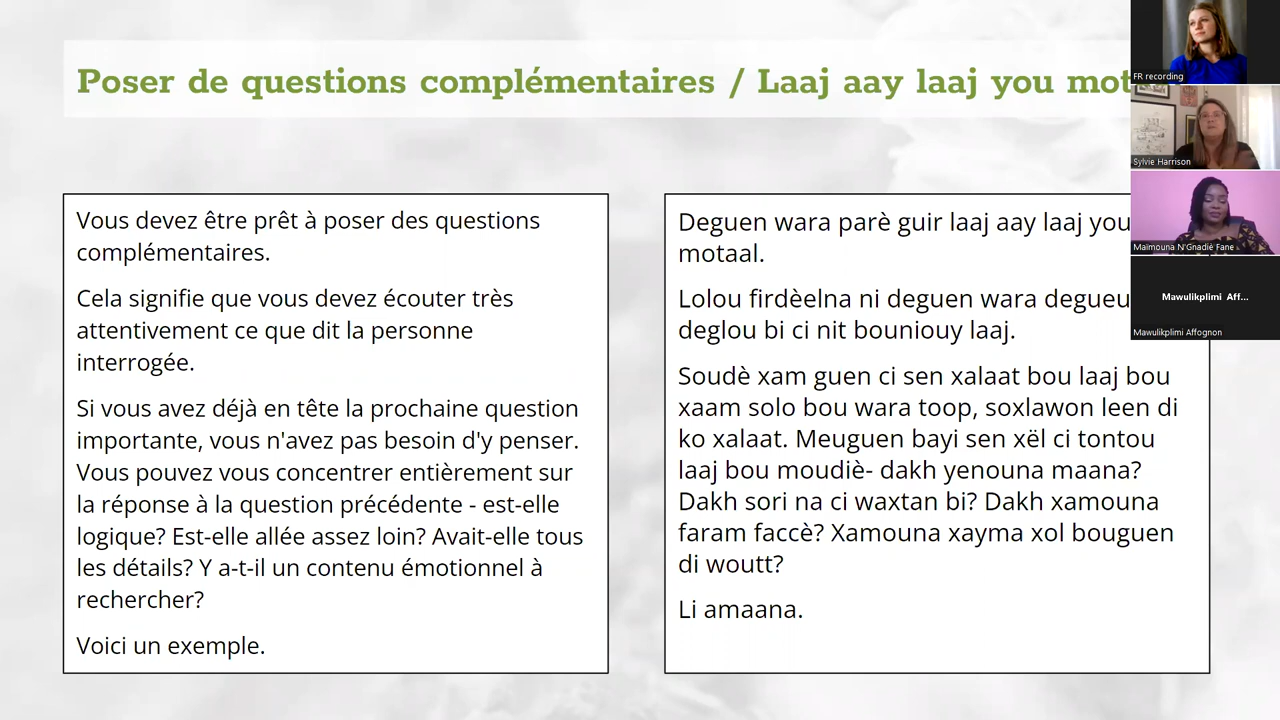 Poser de questions complémentaires / Laaj aay laaj you
Vous devez être prêt à poser des questions
complémentaires.
Cela signifie que vous devez écouter très
attentivement ce que dit la personne
interrogée.
Si vous avez déjà en tête la prochaine question
importante, vous n'avez pas besoin d'y penser.
Vous pouvez vous concentrer entièrement sur
la réponse à la question précédente - est-elle
logique? Est-elle allée assez loin? Avait-elle tous
les détails? Y a-t-il un contenu émotionnel à
rechercher?
Voici un exemple.
Deguen wara parè guir laaj aay laaj you
motaal.
Lolou firdèelna ni deguen wara degueu
deglou bi ci nit bouniouy laaj.
Soudè xam guen ci sen xalaat bou laaj bou
xaam solo bou wara toop, soxlawon leen di
ko xalaat. Meuguen bayi sen xël ci tontou
laaj bou moudiè- dakh yenouna maana?
Dakh sori na ci waxtan bi? Dakh xamouna
faram faccè? Xamouna xayma xol bouguen
di woutt?
Li amaana.
FR recording
Sylvie Harrison
Maïmouna N'Gnadiè Fane
Mawulikplimi Aff...
Mawulikplimi Affognon